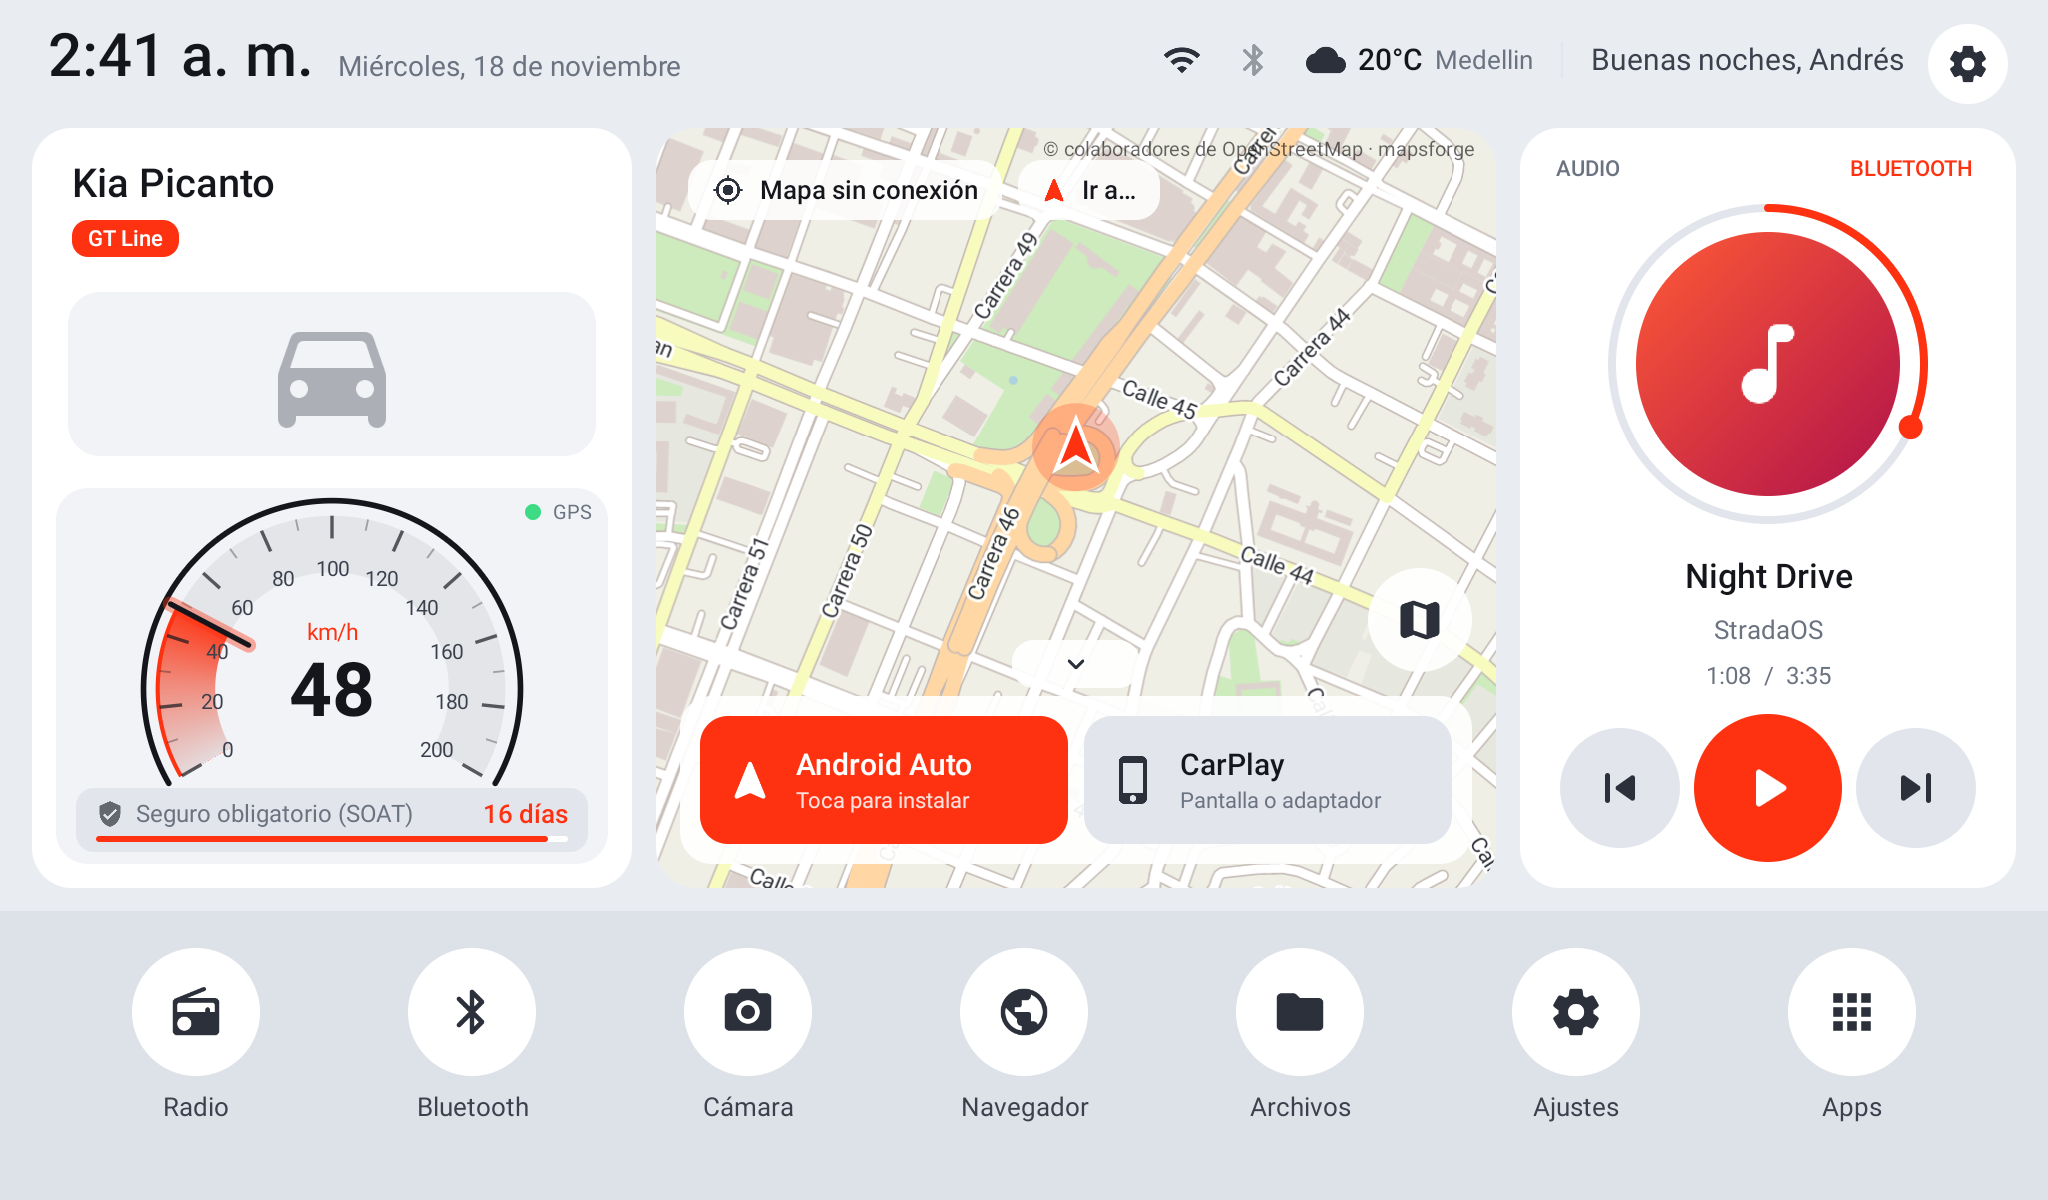 2:41 a. m.
Miércoles, 18 de noviembre
20°C
Medellin
Buenas noches, Andrés
Kia Picanto
GT Line
GPS
0
20
40
60
80
100
120
140
160
180
200
km/h
48
Seguro obligatorio (SOAT)
16 días
© colaboradores de OpenStreetMap · mapsforge
Mapa sin conexión
Ir a...
Carrera 49
Carrera 44
Calle 45
Carrera 46
Carrera 50
Carrera 51
Calle 44
Calle
Android Auto
Toca para instalar
CarPlay
Pantalla o adaptador
AUDIO
BLUETOOTH
Night Drive
StradaOS
1:08 / 3:35
Radio
Bluetooth
Cámara
Navegador
Archivos
Ajustes
Apps